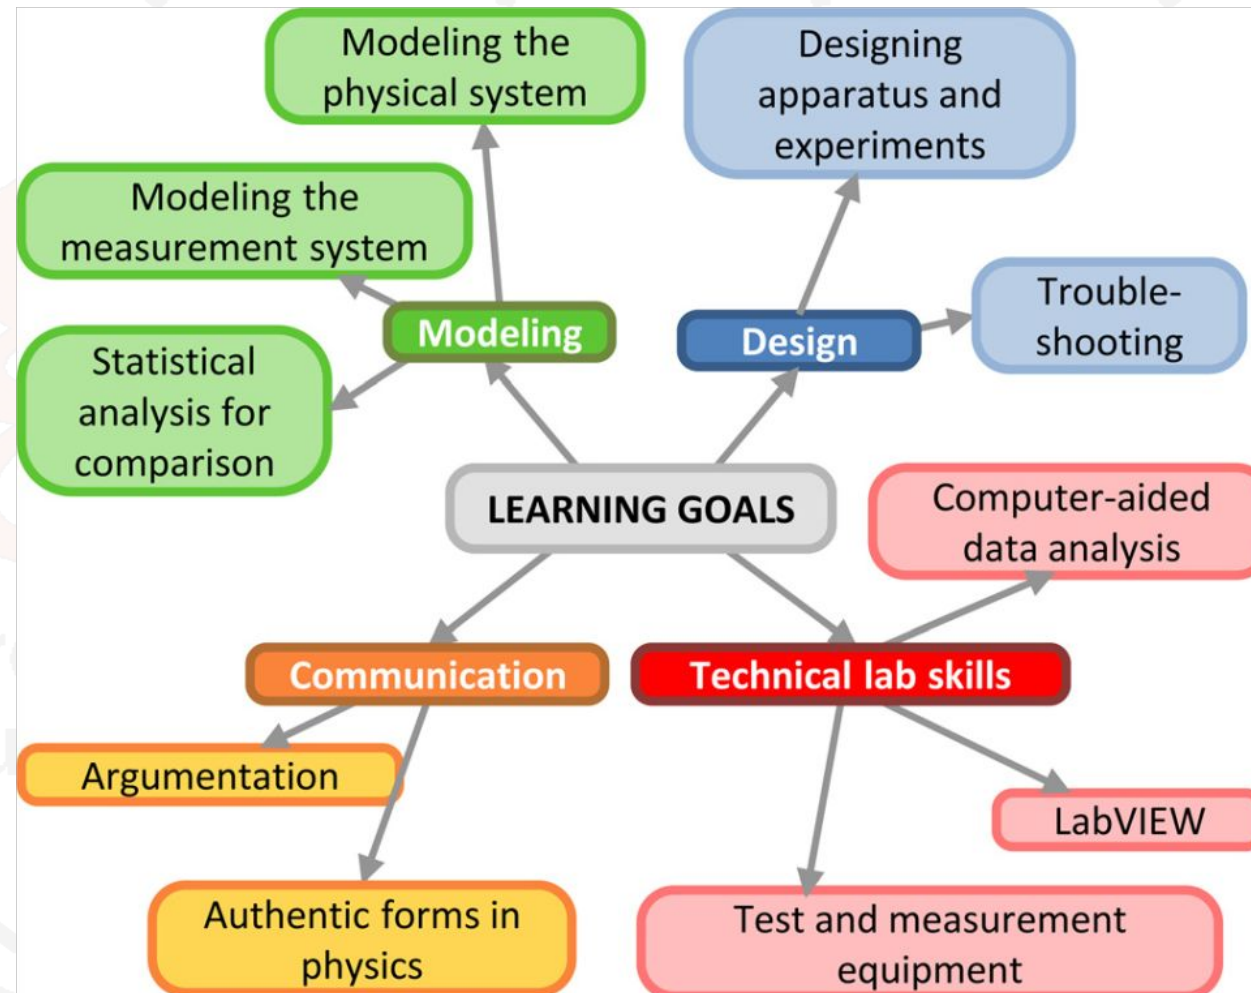 Modeling the
physical system
Designing
apparatus and
experiments
Modeling the
measurement system
Trouble-
shooting
Modeling
Design
Statistical
analysis for
comparison
LEARNING GOALS
Computer-aided
data analysis
Communication
Technical lab skills
Argumentation
LabVIEW
Authentic forms in
physics
Test and measurement
equipment